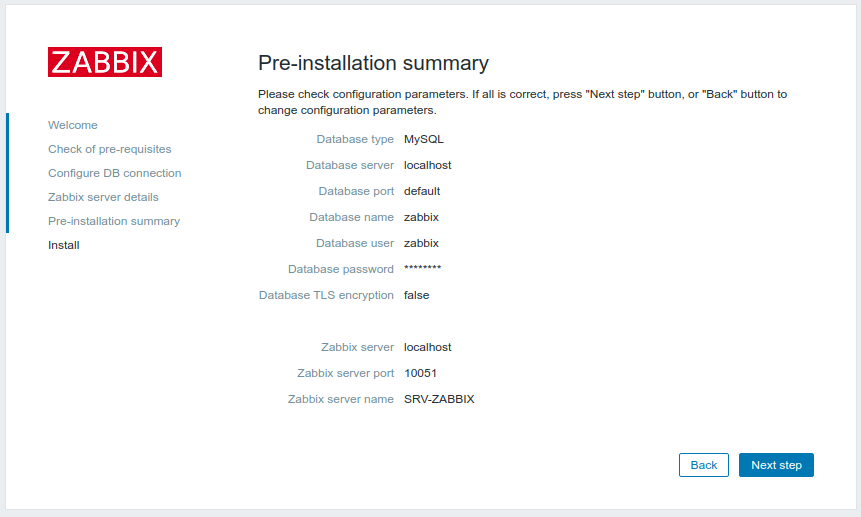 ZABBIX
Welcome
Check of pre-requisites
Configure DB connection
Zabbix server details
Pre-installation summary
Install
Pre-installation summary
Please check configuration parameters. If all is correct, press "Next step" button, or "Back" button to
change configuration parameters.
Database type MySQL
Database server localhost
Database port default
Database name zabbix
Database user zabbix
Database password ********
Database TLS encryption false
Zabbix server localhost
Zabbix server port 10051
Zabbix server name SRV-ZABBIX
Back Next step